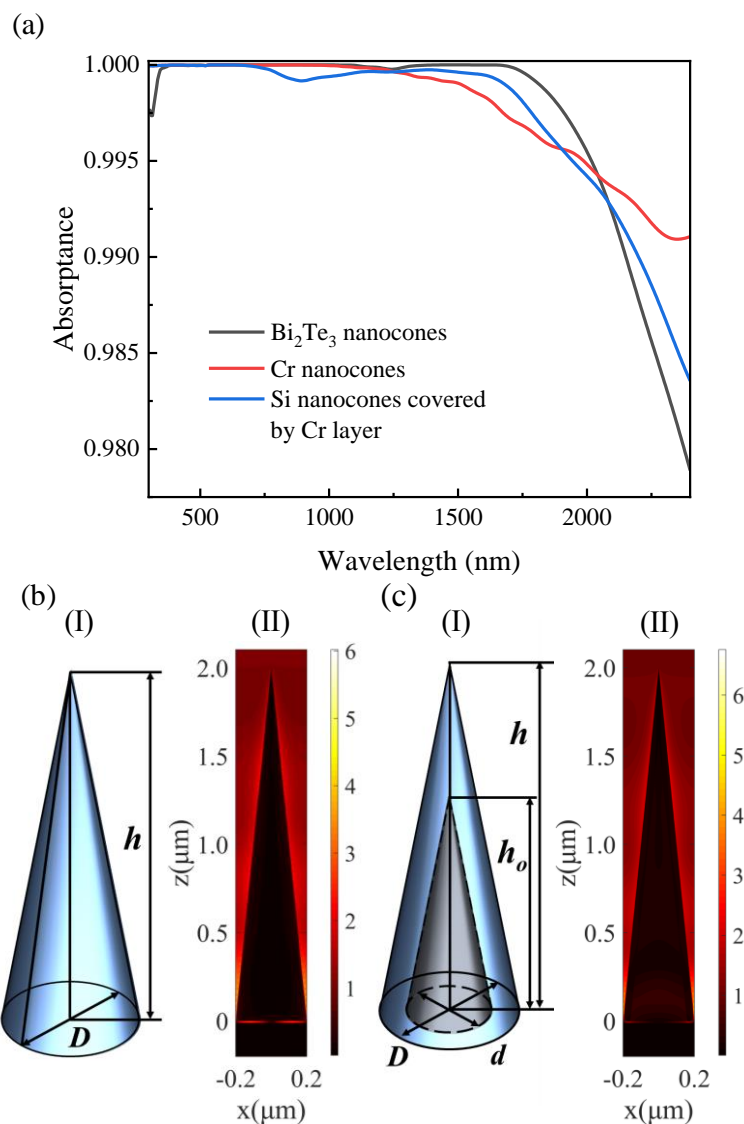 (a)
1.000
0.995
0.990
0.985
0.980
Absorptance
Bi₂Te₃ nanocones
Cr nanocones
Si nanocones covered
by Cr layer
500 1000 1500 2000
Wavelength (nm)
(b) (c)
(I) (II) (I) (II)
h
D
2.0
1.5
1.0
0.5
0
z(μm)
-0.2 0.2
x(μm)
6
5
4
3
2
1
h
hₒ
D
d
2.0
1.5
1.0
0.5
0
z(μm)
-0.2 0.2
x(μm)
6
5
4
3
2
1